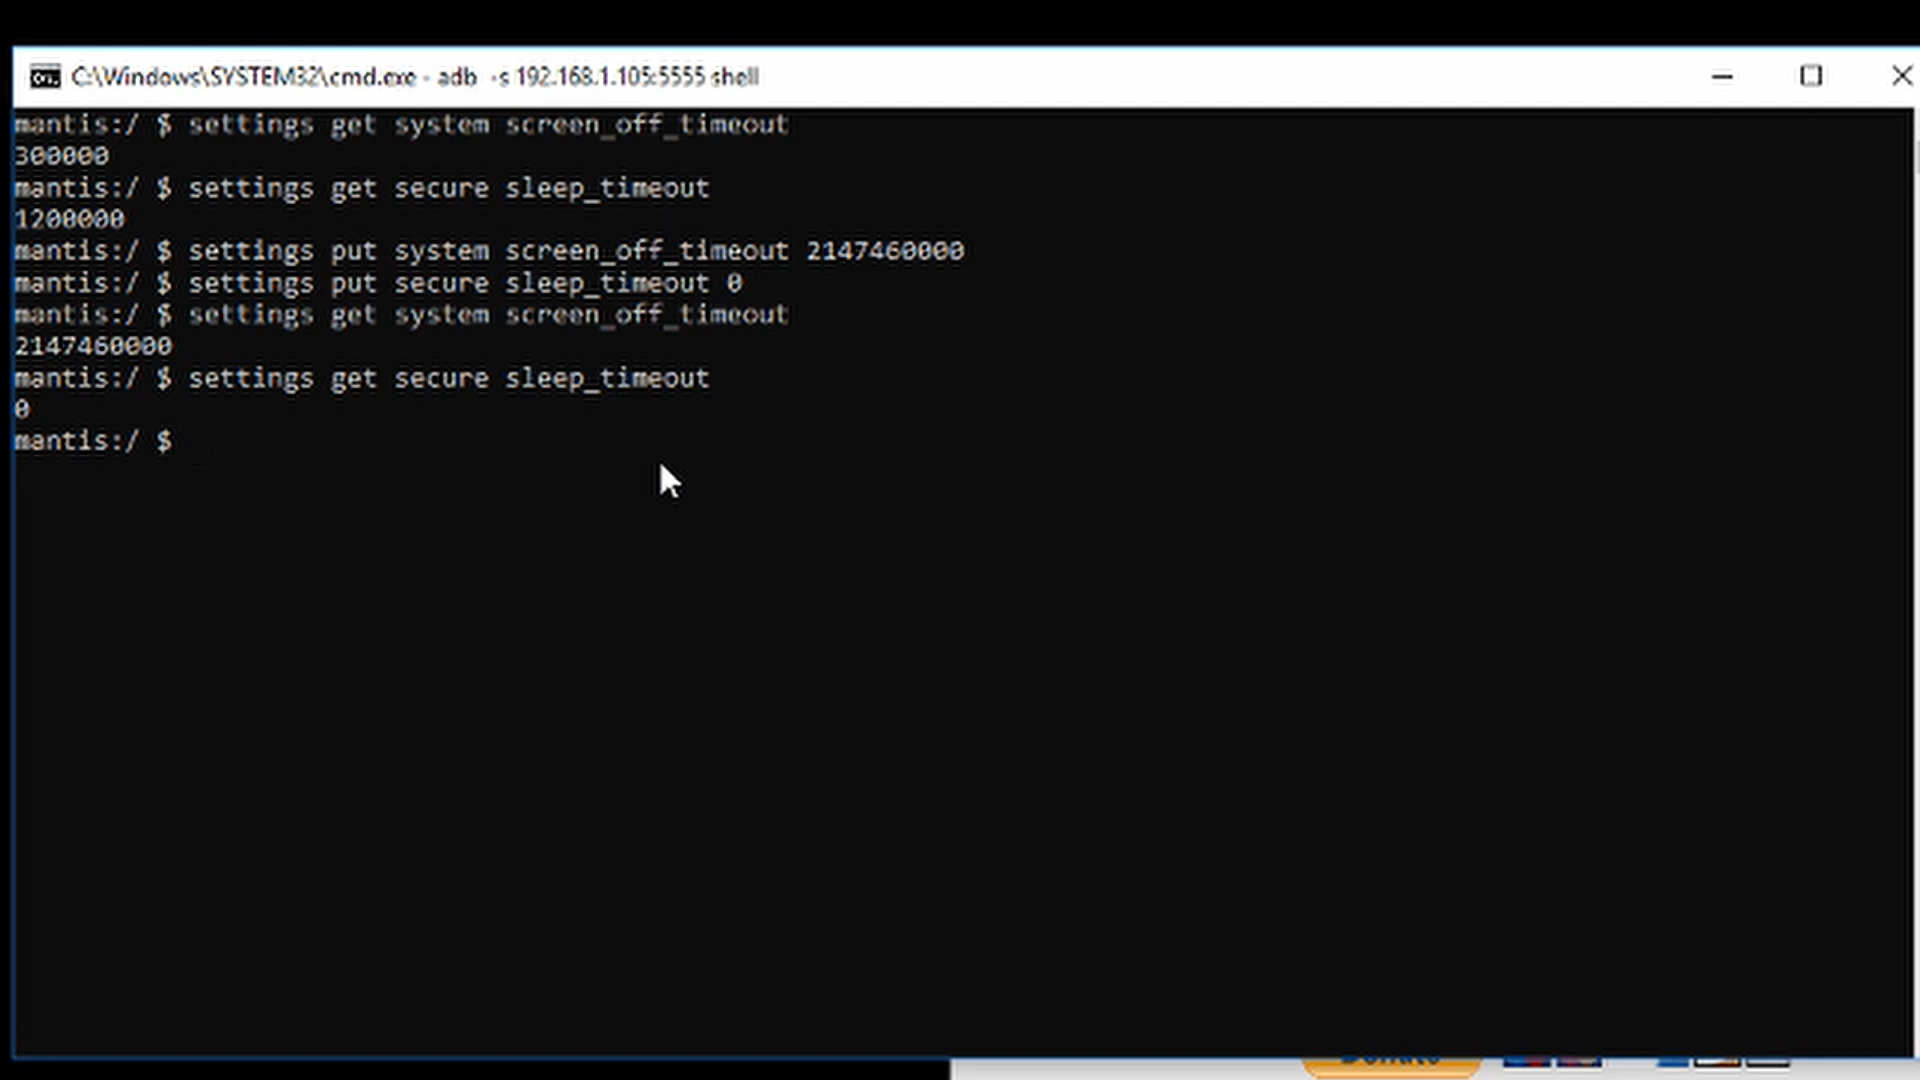 C:\Windows\SYSTEM32\cmd.exe - adb  -s 192.168.1.105:5555 shell
mantis:/ $ settings get system screen_off_timeout
300000
mantis:/ $ settings get secure sleep_timeout
1200000
mantis:/ $ settings put system screen_off_timeout 2147460000
mantis:/ $ settings put secure sleep_timeout 0
mantis:/ $ settings get system screen_off_timeout
2147460000
mantis:/ $ settings get secure sleep_timeout
0
mantis:/ $